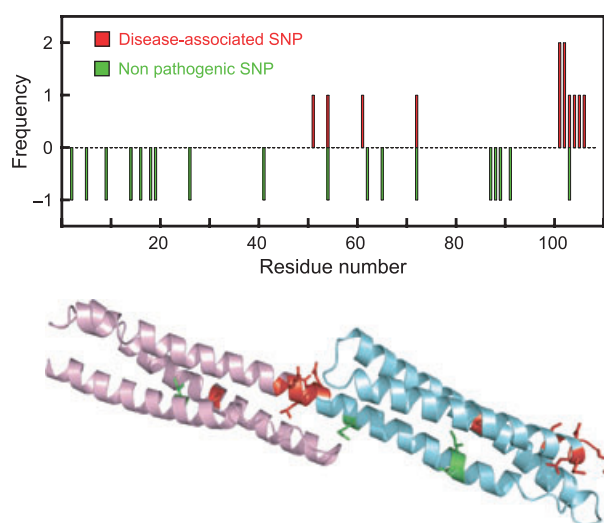 2
Disease-associated SNP
Non pathogenic SNP
1
Frequency
0
−1
20 40 60 80 100
Residue number